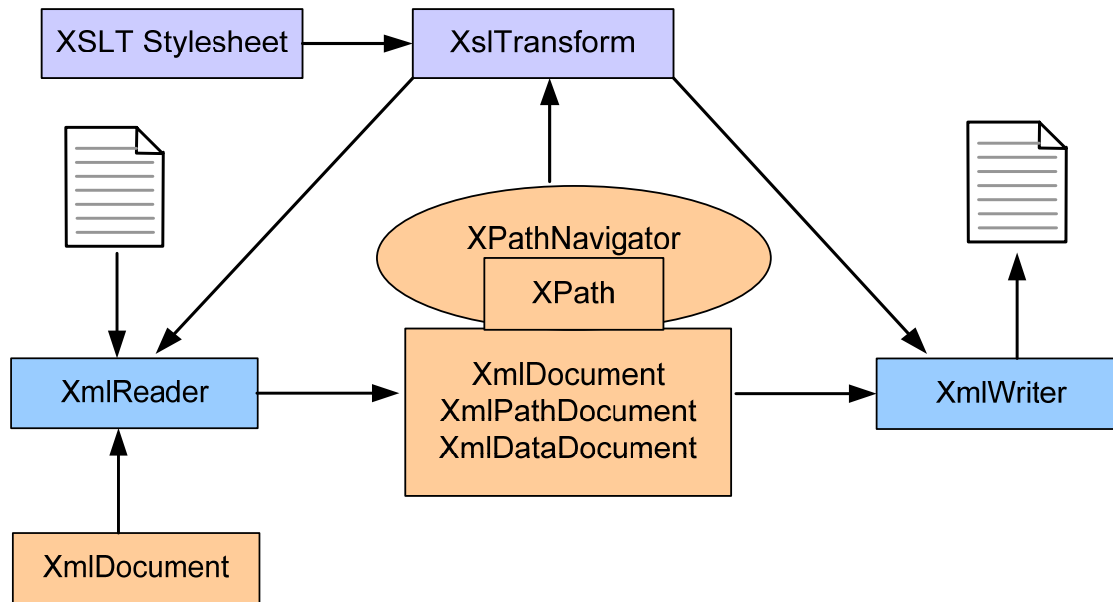 XSLT Stylesheet
XslTransform
XPathNavigator
XPath
XmlReader
XmlDocument
XmlPathDocument
XmlDataDocument
XmlWriter
XmlDocument